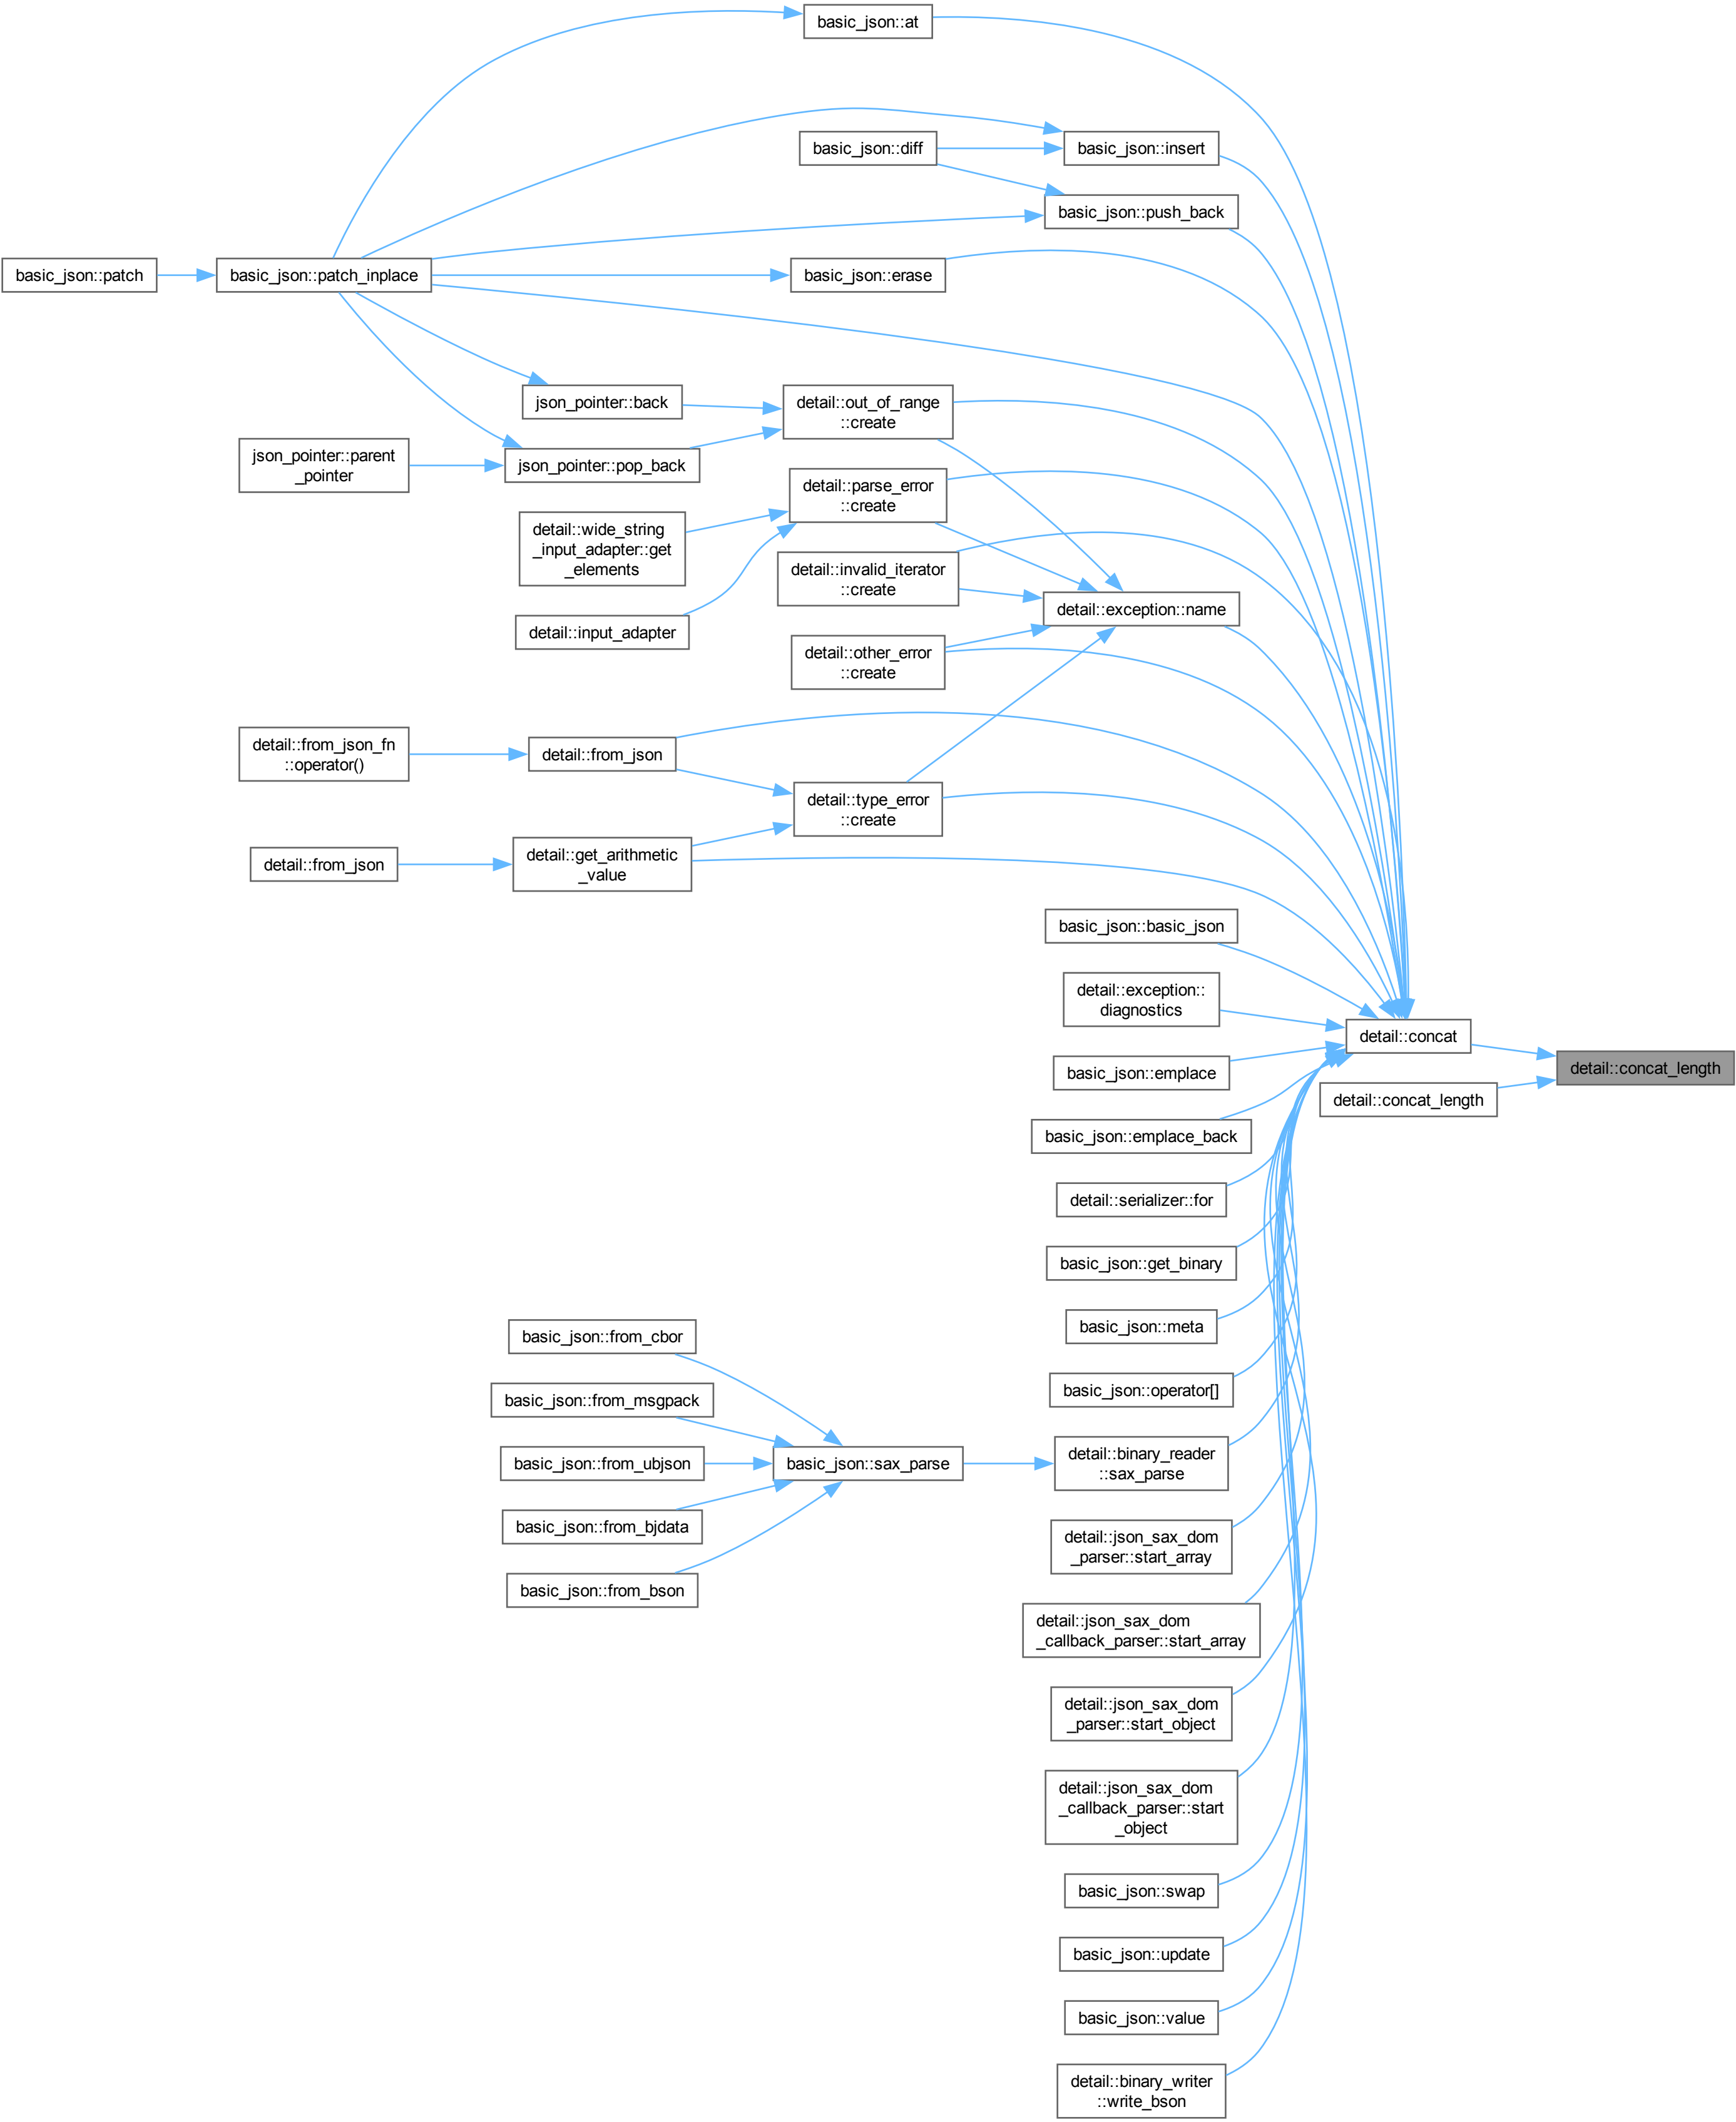 basic_json::at
basic_json::diff
basic_json::insert
basic_json::push_back
basic_json::patch
basic_json::patch_inplace
basic_json::erase
json_pointer::back
detail::out_of_range
::create
json_pointer::parent
_pointer
json_pointer::pop_back
detail::parse_error
::create
detail::wide_string
_input_adapter::get
_elements
detail::invalid_iterator
::create
detail::exception::name
detail::input_adapter
detail::other_error
::create
detail::from_json_fn
::operator()
detail::from_json
detail::type_error
::create
detail::from_json
detail::get_arithmetic
_value
basic_json::basic_json
detail::exception::
diagnostics
detail::concat
detail::concat_length
basic_json::emplace
detail::concat_length
basic_json::emplace_back
detail::serializer::for
basic_json::get_binary
basic_json::meta
basic_json::from_cbor
basic_json::operator[]
basic_json::from_msgpack
basic_json::from_ubjson
basic_json::sax_parse
detail::binary_reader
::sax_parse
basic_json::from_bjdata
detail::json_sax_dom
_parser::start_array
basic_json::from_bson
detail::json_sax_dom
_callback_parser::start_array
detail::json_sax_dom
_parser::start_object
detail::json_sax_dom
_callback_parser::start
_object
basic_json::swap
basic_json::update
basic_json::value
detail::binary_writer
::write_bson